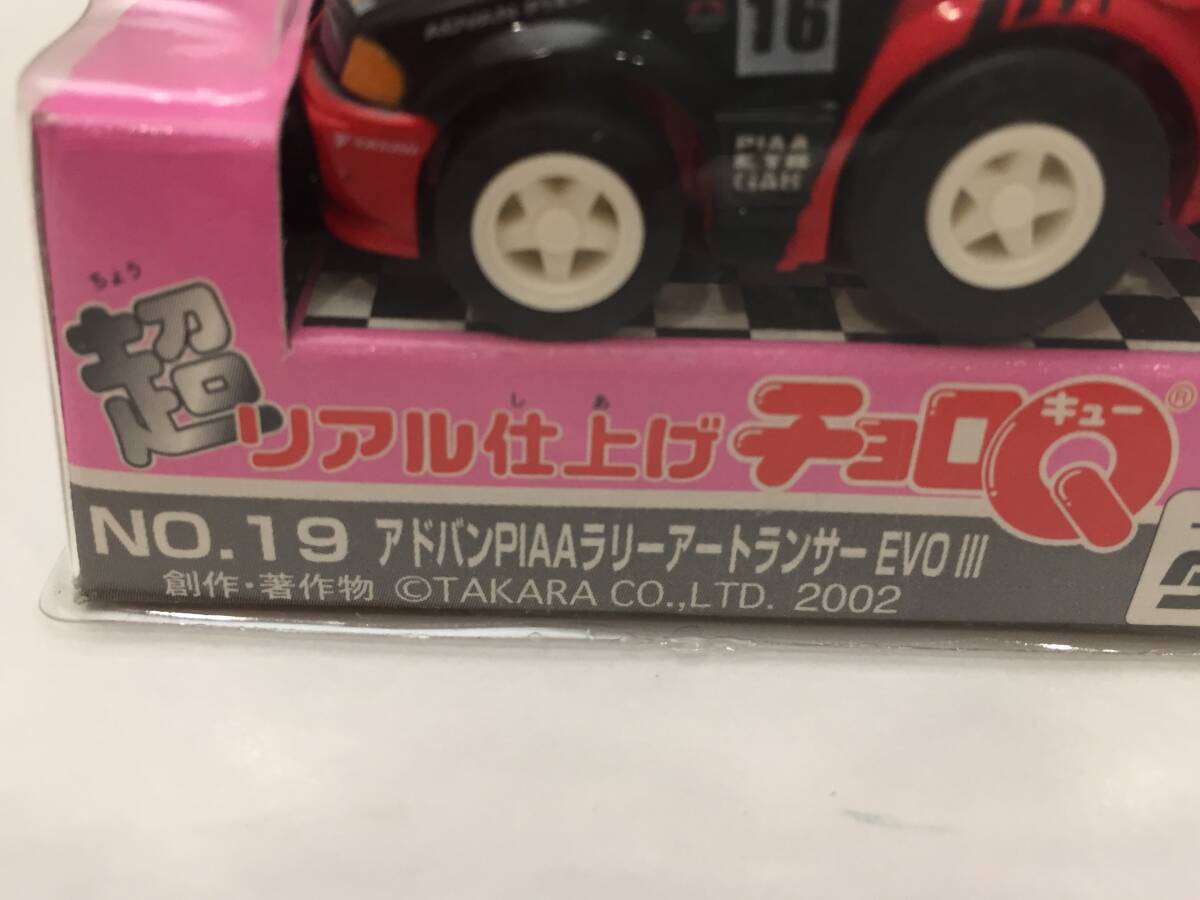 16
PIAA
KYB
YOKOHAMA
ちょう
超リアル仕上げチョロQ
し あ
キュー
®
NO.19 アドバンPIAAラリーアートランサー EVO III
創作・著作物 ©TAKARA CO.,LTD. 2002